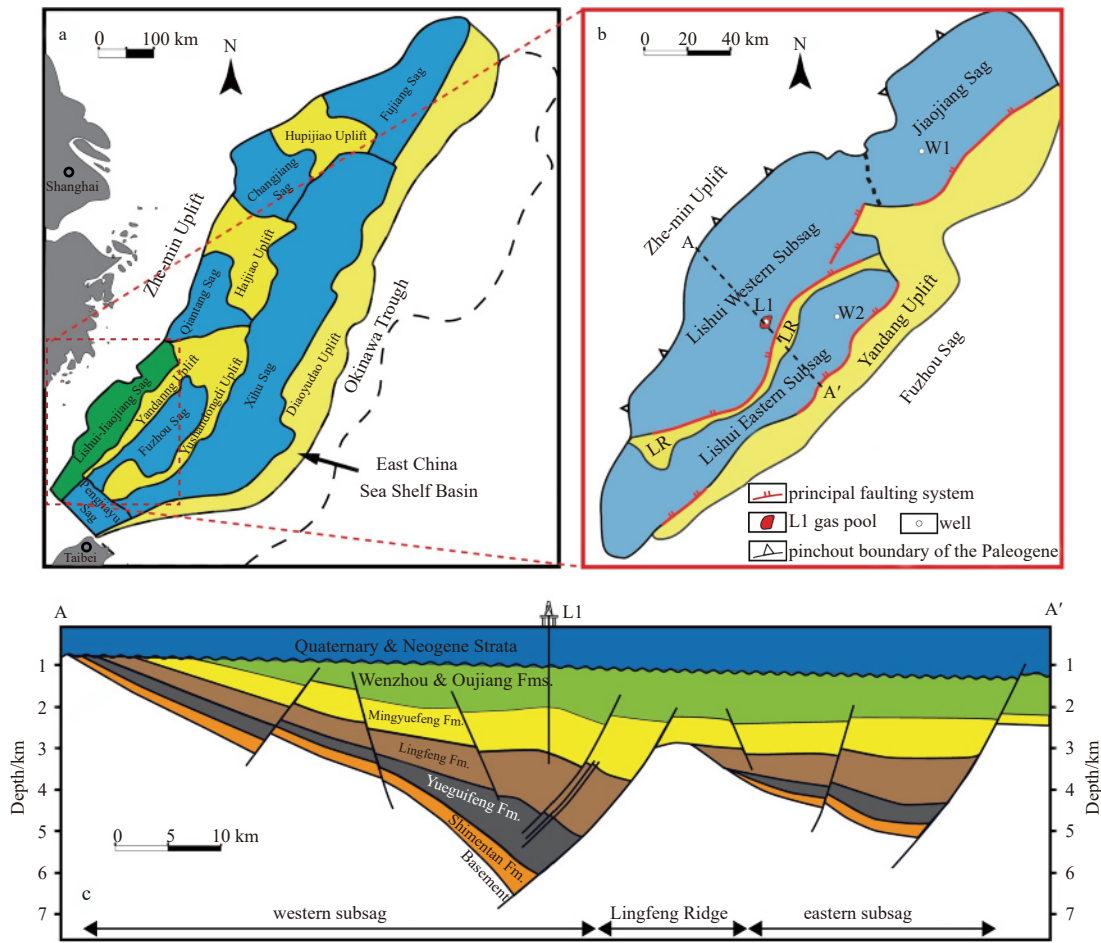 a
0 100 km
N
Shanghai
Zhe-min Uplift
Fujiang Sag
Hupijiao Uplift
Changjiang
Sag
Haijiao Uplift
Qiantang Sag
Xihu Sag
Diaoyudao Uplift
Okinawa Trough
Lishui-Jiaojiang Sag
Yandanng Uplift
Fuzhou Sag
Yushandongdi Uplift
Pengjiayu
Sag
Taibei
East China
Sea Shelf Basin
b
0 20 40 km
N
Jiaojiang Sag
W1
Zhe-min Uplift
A
Lishui Western Subsag
L1
LR
W2
A′
Yandang Uplift
Fuzhou Sag
Lishui Eastern Subsag
LR
principal faulting system
L1 gas pool
well
pinchout boundary of the Paleogene
A
L1
A′
Quaternary & Neogene Strata
Wenzhou & Oujiang Fms.
Mingyuefeng Fm.
Lingfeng Fm.
Yueguifeng Fm.
Shimentan Fm.
Basement
Depth/km
1
2
3
4
5
6
7
Depth/km
1
2
3
4
5
6
7
0 5 10 km
c
western subsag
Lingfeng Ridge
eastern subsag